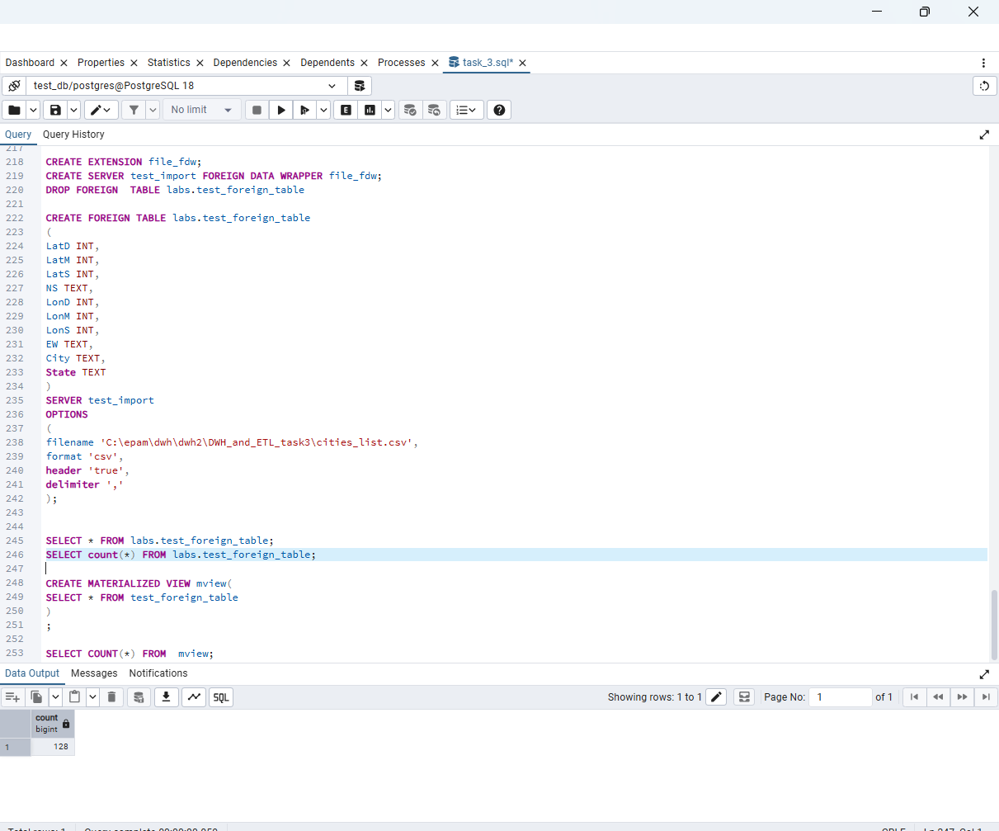 Dashboard × Properties × Statistics × Dependencies × Dependents × Processes × task_3.sql* ×
test_db/postgres@PostgreSQL 18
No limit
Query Query History
217
218 CREATE EXTENSION file_fdw;
219 CREATE SERVER test_import FOREIGN DATA WRAPPER file_fdw;
220 DROP FOREIGN  TABLE labs.test_foreign_table
221
222 CREATE FOREIGN TABLE labs.test_foreign_table
223 (
224 LatD INT,
225 LatM INT,
226 LatS INT,
227 NS TEXT,
228 LonD INT,
229 LonM INT,
230 LonS INT,
231 EW TEXT,
232 City TEXT,
233 State TEXT
234 )
235 SERVER test_import
236 OPTIONS
237 (
238 filename 'C:\epam\dwh\dwh2\DWH_and_ETL_task3\cities_list.csv',
239 format 'csv',
240 header 'true',
241 delimiter ','
242 );
243
244
245 SELECT * FROM labs.test_foreign_table;
246 SELECT count(*) FROM labs.test_foreign_table;
247
248 CREATE MATERIALIZED VIEW mview(
249 SELECT * FROM test_foreign_table
250 )
251 ;
252
253 SELECT COUNT(*) FROM  mview;
Data Output Messages Notifications
SQL Showing rows: 1 to 1 Page No: 1 of 1
count
bigint
1 128